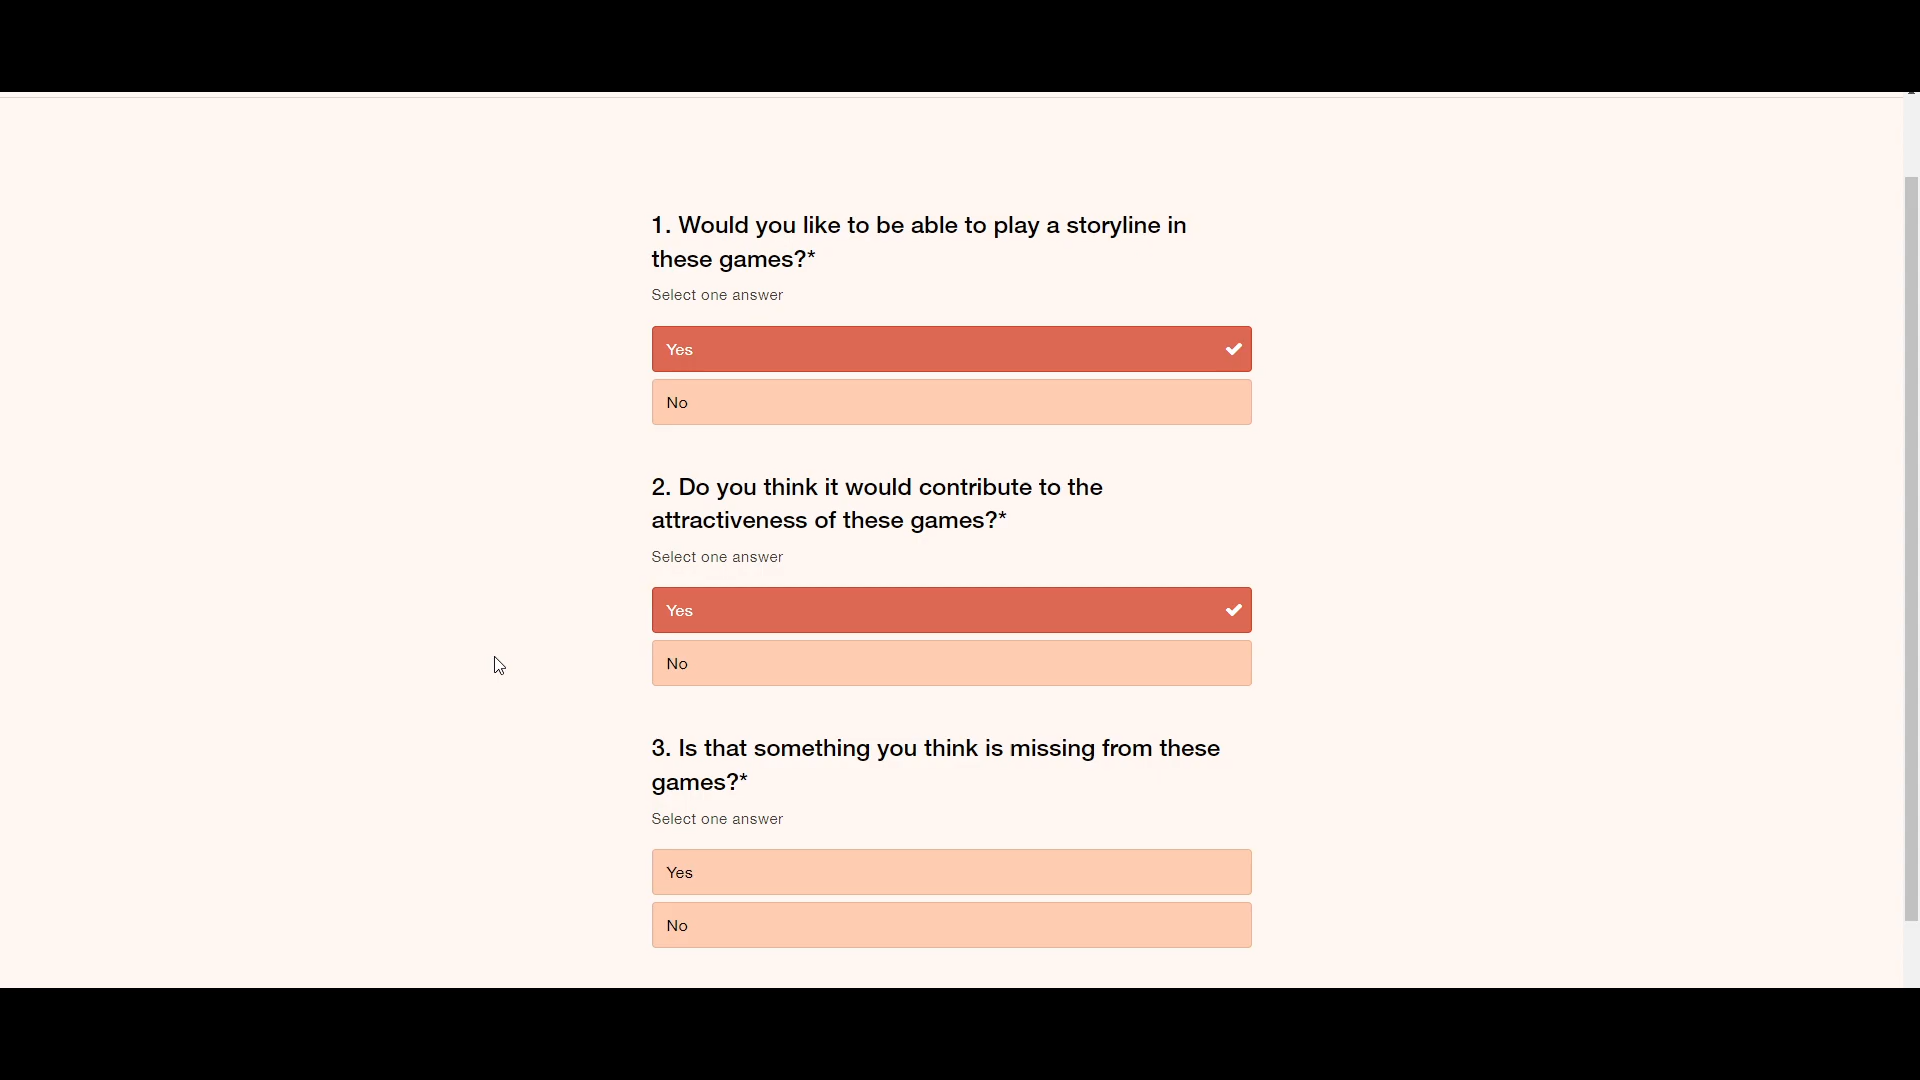 1. Would you like to be able to play a storyline in
these games?*
Select one answer
Yes
No
2. Do you think it would contribute to the
attractiveness of these games?*
Select one answer
Yes
No
3. Is that something you think is missing from these
games?*
Select one answer
Yes
No